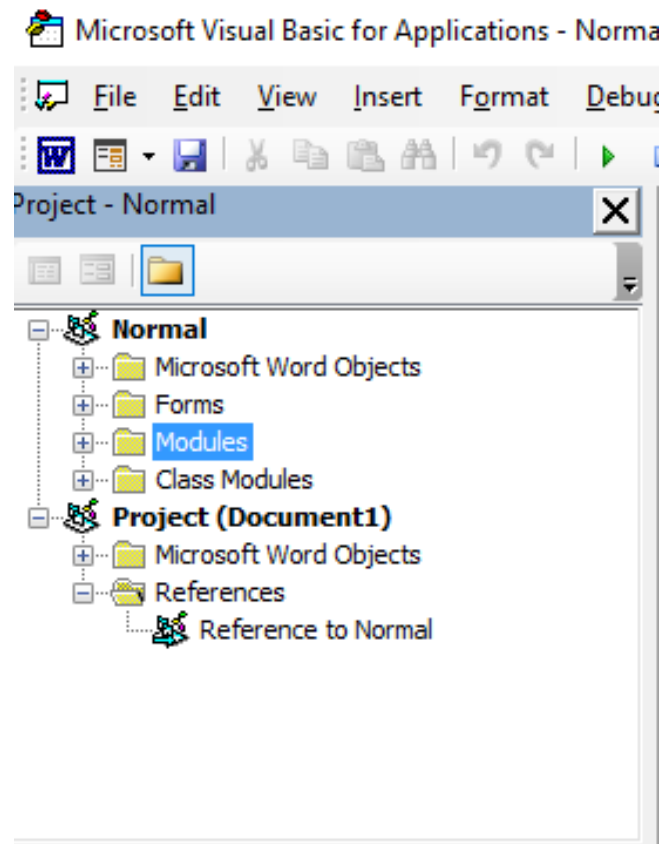 Microsoft Visual Basic for Applications - Norma
File Edit View Insert Format Debug
Project - Normal
Normal
Microsoft Word Objects
Forms
Modules
Class Modules
Project (Document1)
Microsoft Word Objects
References
Reference to Normal